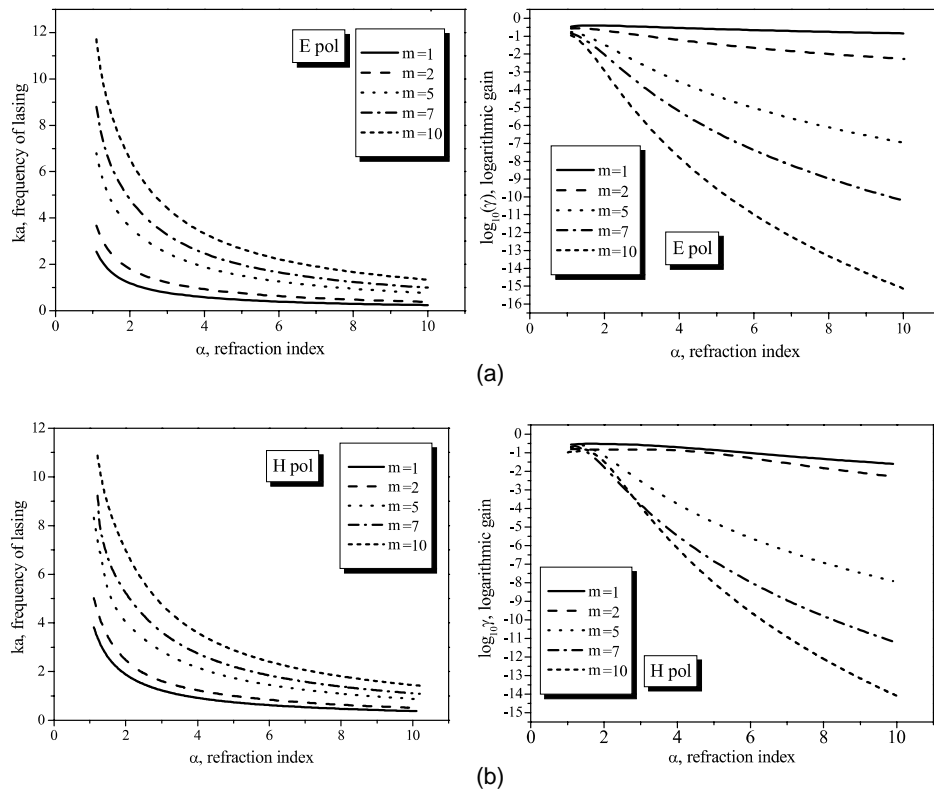 12
10
8
6
4
2
0
ka, frequency of lasing
E pol
m=1
m=2
m=5
m=7
m=10
0 2 4 6 8 10
α, refraction index
-0
-1
-2
-3
-4
-5
-6
-7
-8
-9
-10
-11
-12
-13
-14
-15
-16
log10(γ), logarithmic gain
m=1
m=2
m=5
m=7
m=10
E pol
0 2 4 6 8 10
α, refraction index
(a)
12
10
8
6
4
2
0
ka, frequency of lasing
H pol
m=1
m=2
m=5
m=7
m=10
0 2 4 6 8 10
α, refraction index
0
-1
-2
-3
-4
-5
-6
-7
-8
-9
-10
-11
-12
-13
-14
-15
log10γ, logarithmic gain
m=1
m=2
m=5
m=7
m=10
H pol
0 2 4 6 8 10
α, refraction index
(b)